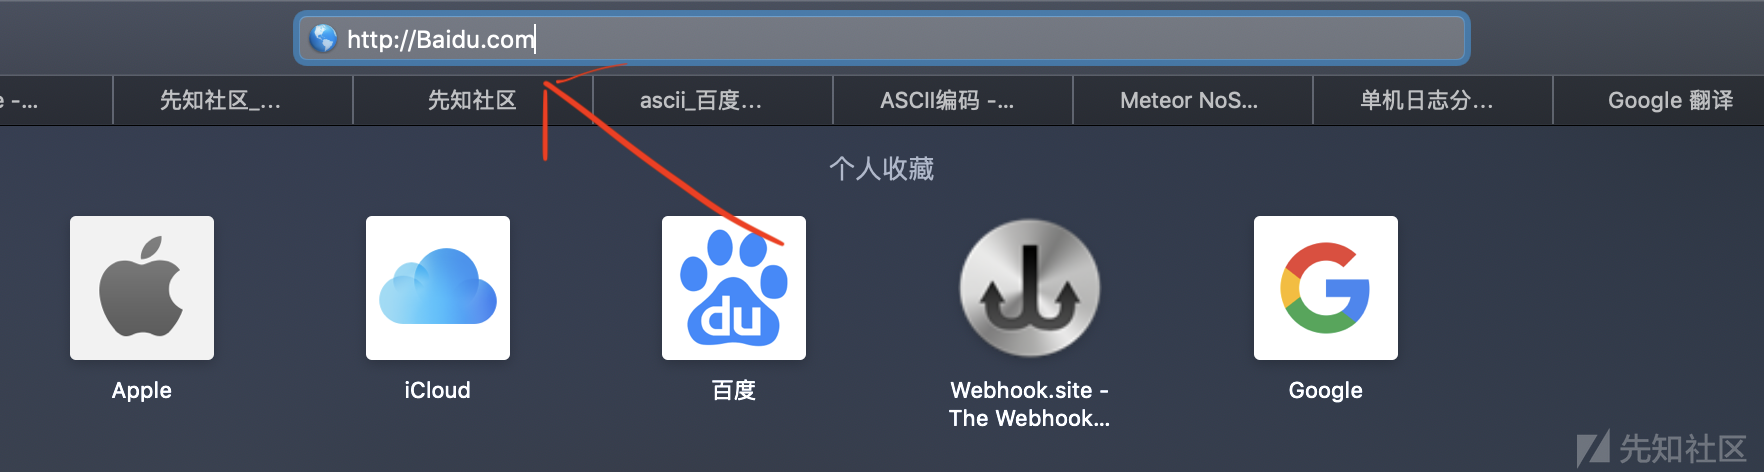 http://Baidu.com
e -...
先知社区_...
先知社区
ascii_百度...
ASCII编码 -...
Meteor NoS...
单机日志分...
Google 翻译
个人收藏
du
Apple
iCloud
百度
Webhook.site -
The Webhook...
Google
先知社区